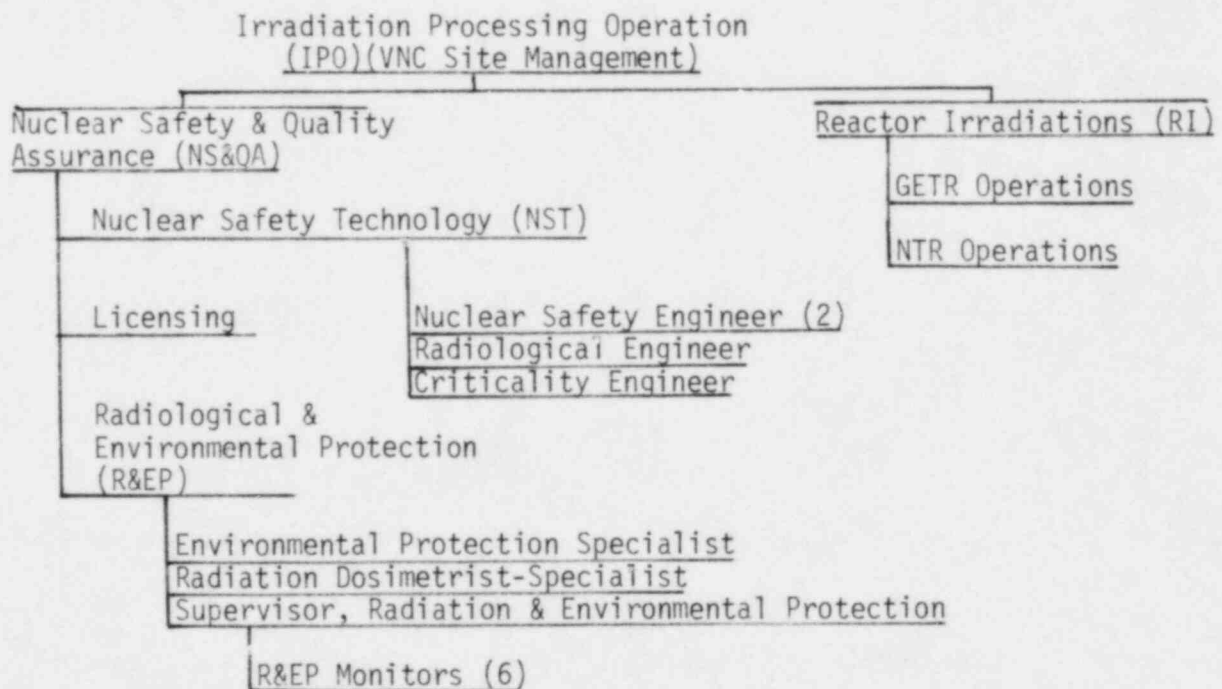 Irradiation Processing Operation
(IPO)(VNC Site Management)
Nuclear Safety & Quality
Assurance (NS&QA)
Reactor Irradiations (RI)
GETR Operations
NTR Operations
Nuclear Safety Technology (NST)
Licensing
Nuclear Safety Engineer (2)
Radiological Engineer
Criticality Engineer
Radiological &
Environmental Protection
(R&EP)
Environmental Protection Specialist
Radiation Dosimetrist-Specialist
Supervisor, Radiation & Environmental Protection
R&EP Monitors (6)